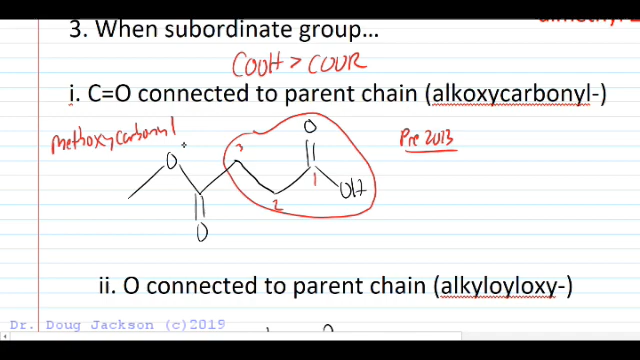 3. When subordinate group...
COOH > COOR
i. C=O connected to parent chain (alkoxycarbonyl-)
methoxycarbonyl
Pre 2013
O
O
3
1
OH
2
O
ii. O connected to parent chain (alkyloyloxy-)
Dr. Doug Jackson (c)2019